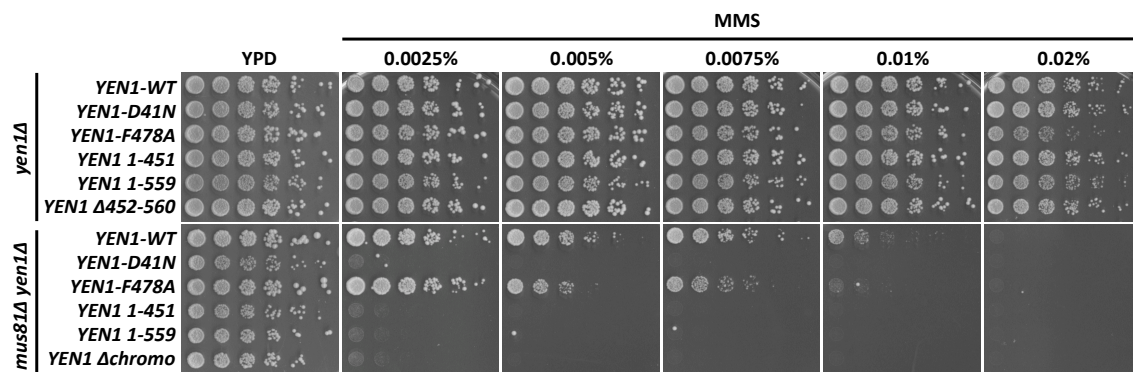 MMS
YPD 0.0025% 0.005% 0.0075% 0.01% 0.02%
yen1Δ
YEN1-WT
YEN1-D41N
YEN1-F478A
YEN1 1-451
YEN1 1-559
YEN1 Δ452-560
mus81Δ yen1Δ
YEN1-WT
YEN1-D41N
YEN1-F478A
YEN1 1-451
YEN1 1-559
YEN1 Δchromo